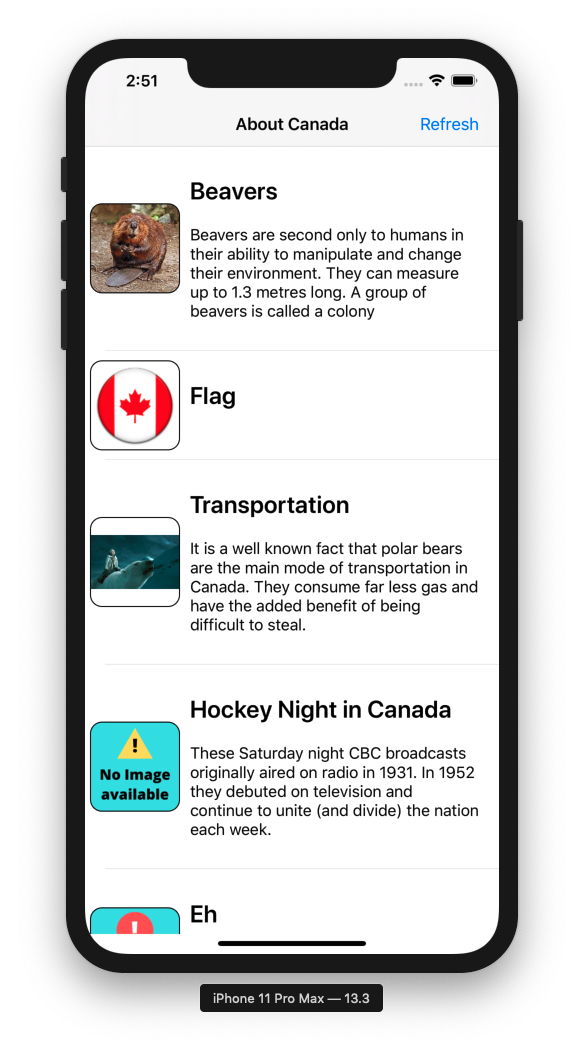 2:51
About Canada
Refresh
Beavers
Beavers are second only to humans in
their ability to manipulate and change
their environment. They can measure
up to 1.3 metres long. A group of
beavers is called a colony
Flag
Transportation
It is a well known fact that polar bears
are the main mode of transportation in
Canada. They consume far less gas and
have the added benefit of being
difficult to steal.
Hockey Night in Canada
!
No Image
available
These Saturday night CBC broadcasts
originally aired on radio in 1931. In 1952
they debuted on television and
continue to unite (and divide) the nation
each week.
Eh
!
iPhone 11 Pro Max — 13.3